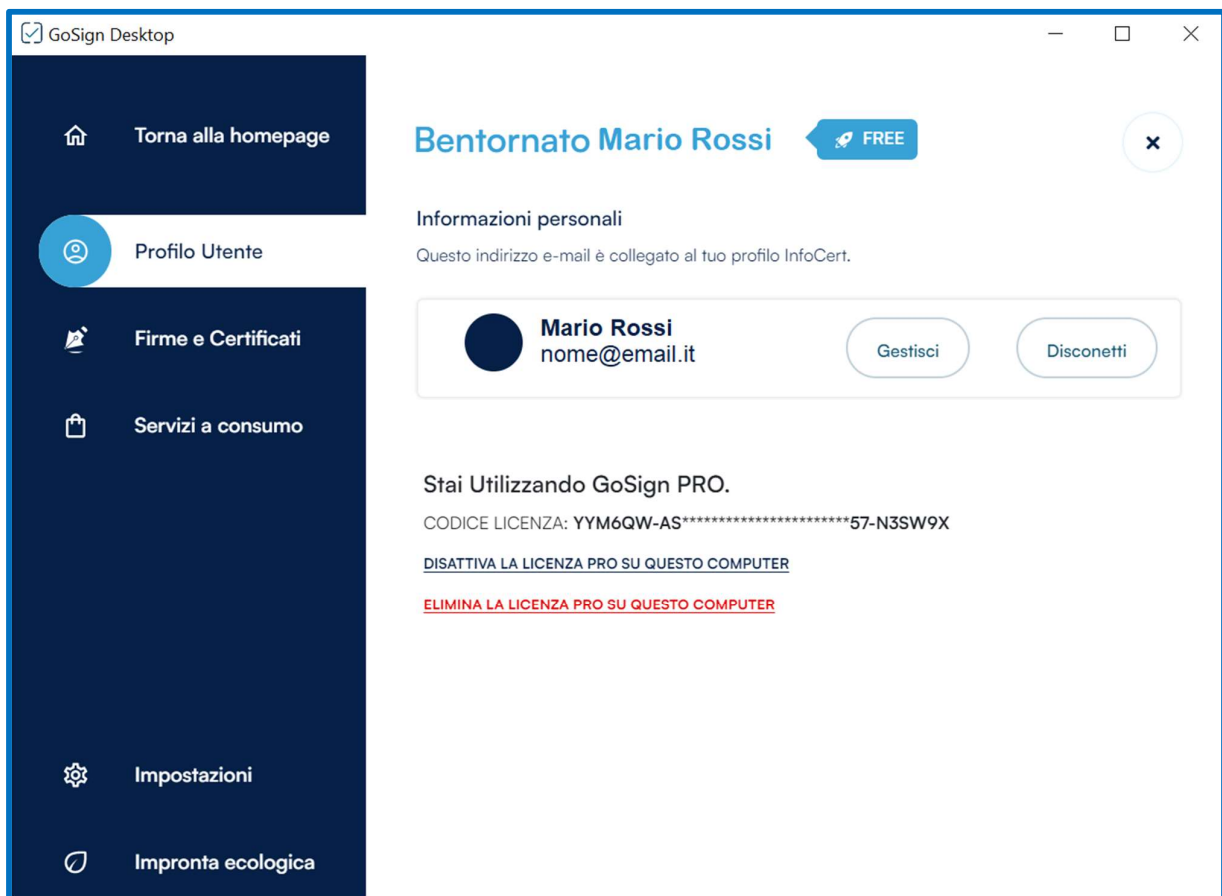 GoSign Desktop
Torna alla homepage
Profilo Utente
Firme e Certificati
Servizi a consumo
Impostazioni
Impronta ecologica
Bentornato Mario Rossi
FREE
Informazioni personali
Questo indirizzo e-mail è collegato al tuo profilo InfoCert.
Mario Rossi
nome@email.it
Gestisci
Disconetti
Stai Utilizzando GoSign PRO.
CODICE LICENZA: YYM6QW-AS***********************57-N3SW9X
DISATTIVA LA LICENZA PRO SU QUESTO COMPUTER
ELIMINA LA LICENZA PRO SU QUESTO COMPUTER